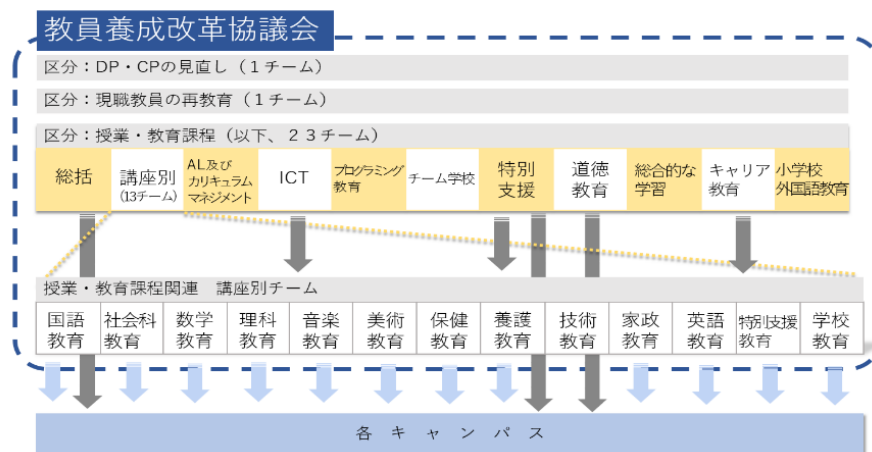 教員養成改革協議会
区分：DP・CPの見直し（１チーム）
区分：現職教員の再教育（１チーム）
区分：授業・教育課程（以下、２３チーム）
総括
講座別
(13チーム)
AL及び
カリキュラム
マネジメント
ICT
プログラミング
教育
チーム学校
特別
支援
道徳
教育
総合的な
学習
キャリア
教育
小学校
外国語教育
授業・教育課程関連　講座別チーム
国語
教育
社会科
教育
数学
教育
理科
教育
音楽
教育
美術
教育
保健
教育
養護
教育
技術
教育
家政
教育
英語
教育
特別支援
教育
学校
教育
各キャンパス